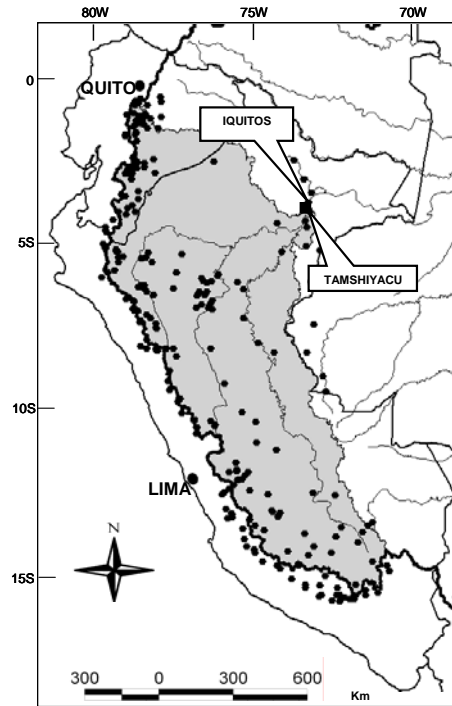 80W
75W
70W
0
QUITO
IQUITOS
5S
TAMSHIYACU
10S
LIMA
N
15S
300 0 300 600
Km